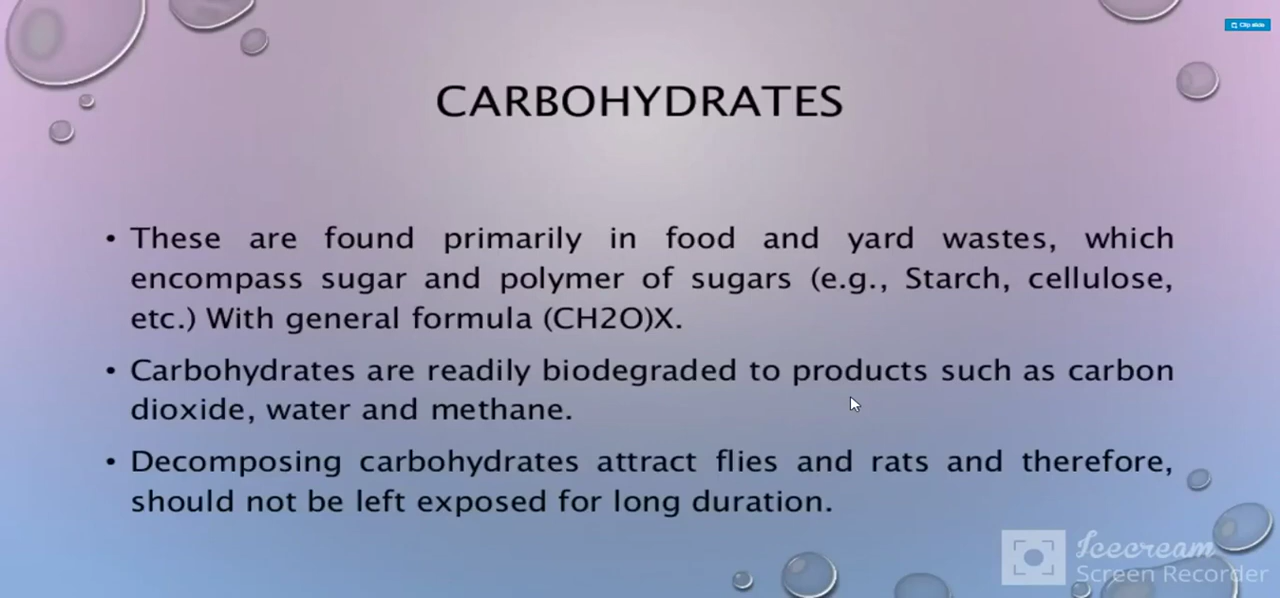 Clip slide
CARBOHYDRATES
• These are found primarily in food and yard wastes, which
encompass sugar and polymer of sugars (e.g., Starch, cellulose,
etc.) With general formula (CH2O)X.
• Carbohydrates are readily biodegraded to products such as carbon
dioxide, water and methane.
• Decomposing carbohydrates attract flies and rats and therefore,
should not be left exposed for long duration.
Icecream
Screen Recorder